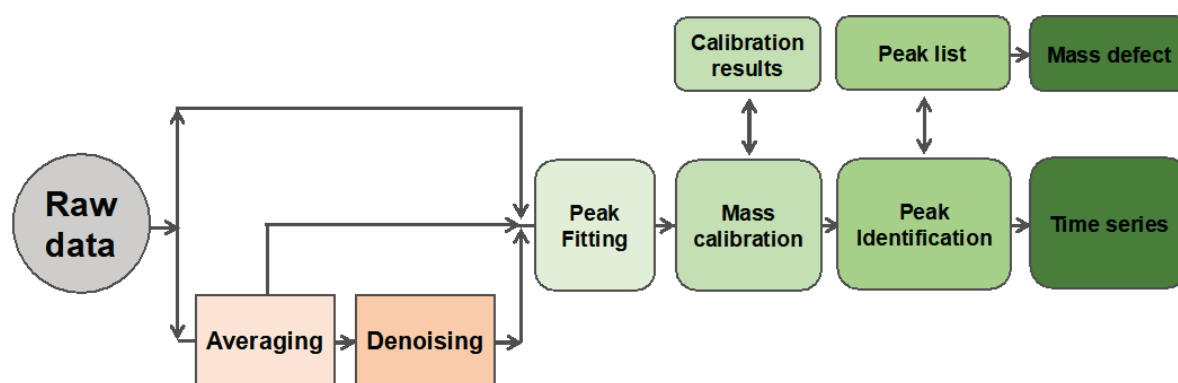 Raw
data
Averaging
Denoising
Peak
Fitting
Calibration
results
Mass
calibration
Peak list
Peak
Identification
Mass defect
Time series